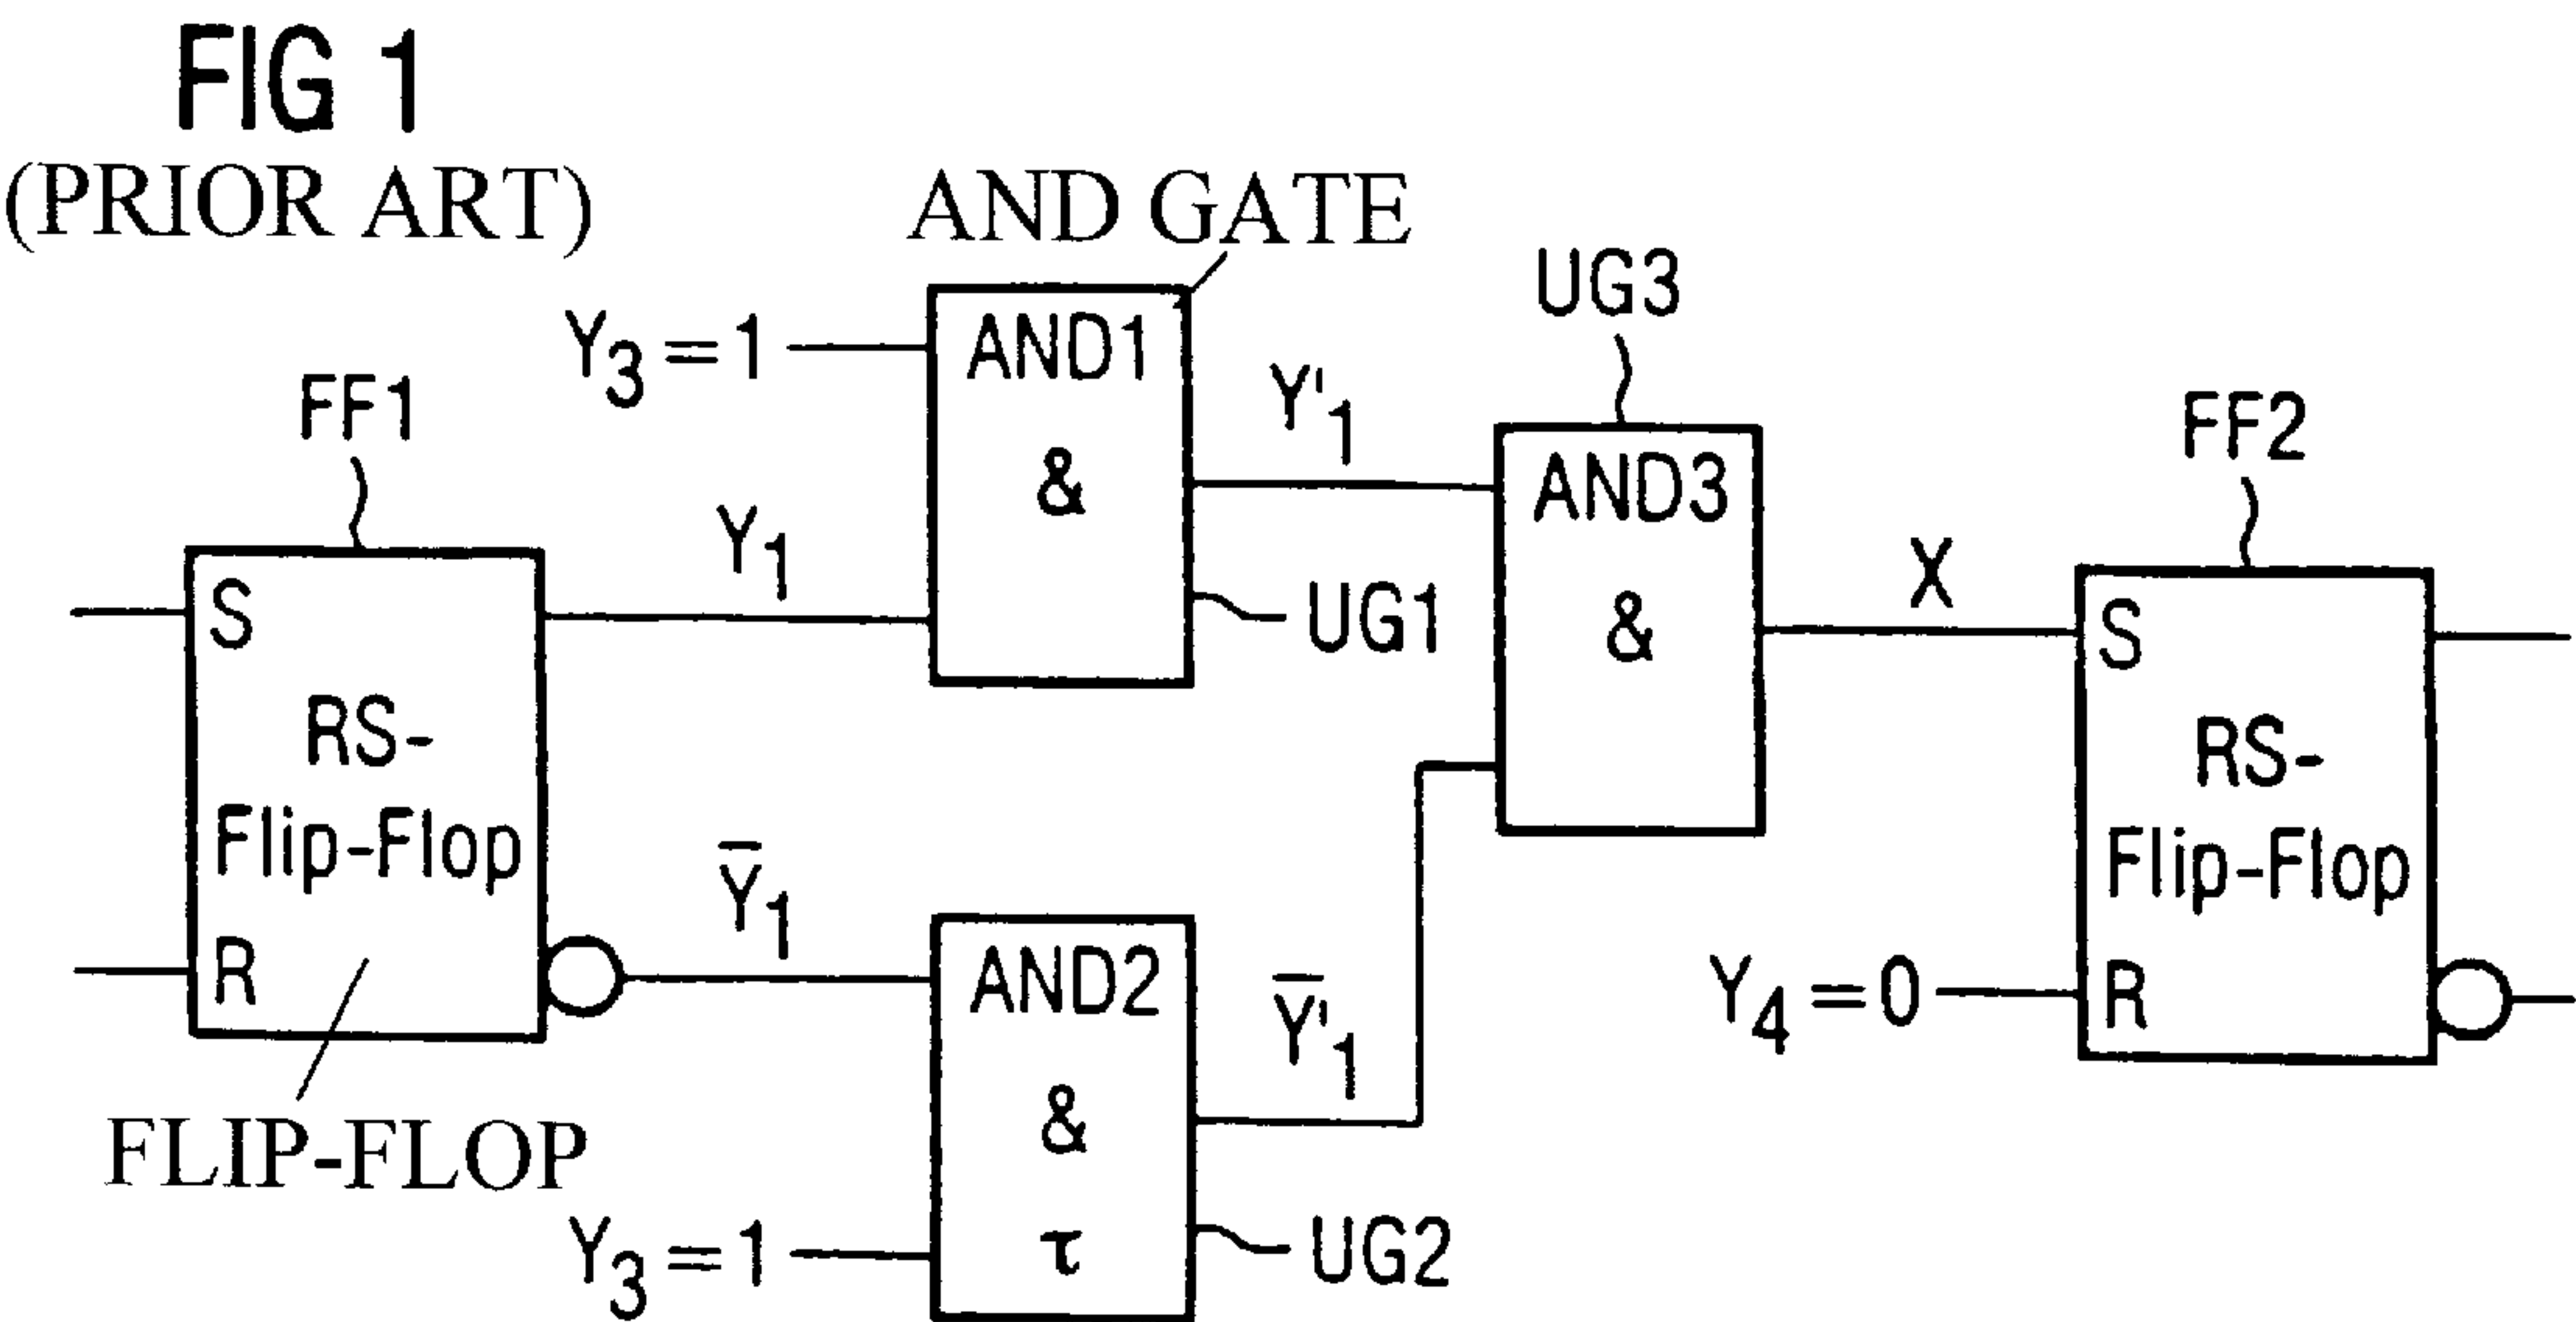 FIG 1
(PRIOR ART)
AND GATE
UG3
Y₃ = 1
AND1
&
Y'₁
FF1
FF2
Y₁
UG1
AND3
&
X
S
RS-
Flip-Flop
R
S
RS-
Flip-Flop
R
Y̅₁
AND2
&
τ
Y̅'₁
Y₄ = 0
FLIP-FLOP
Y₃ = 1
UG2